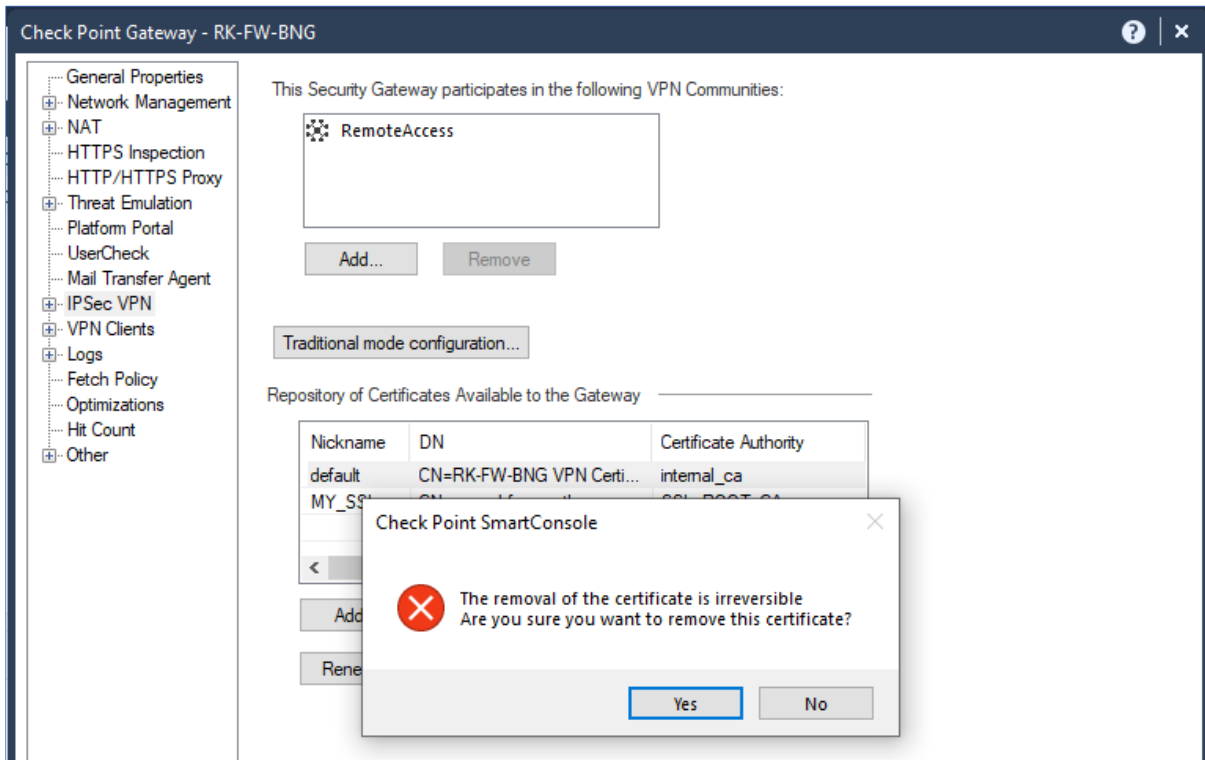 Check Point Gateway - RK-FW-BNG
General Properties
Network Management
NAT
HTTPS Inspection
HTTP/HTTPS Proxy
Threat Emulation
Platform Portal
UserCheck
Mail Transfer Agent
IPSec VPN
VPN Clients
Logs
Fetch Policy
Optimizations
Hit Count
Other
This Security Gateway participates in the following VPN Communities:
RemoteAccess
Add...
Remove
Traditional mode configuration...
Repository of Certificates Available to the Gateway
Nickname DN Certificate Authority
default CN=RK-FW-BNG VPN Certi... internal_ca
Check Point SmartConsole
The removal of the certificate is irreversible
Are you sure you want to remove this certificate?
Add
Yes
No